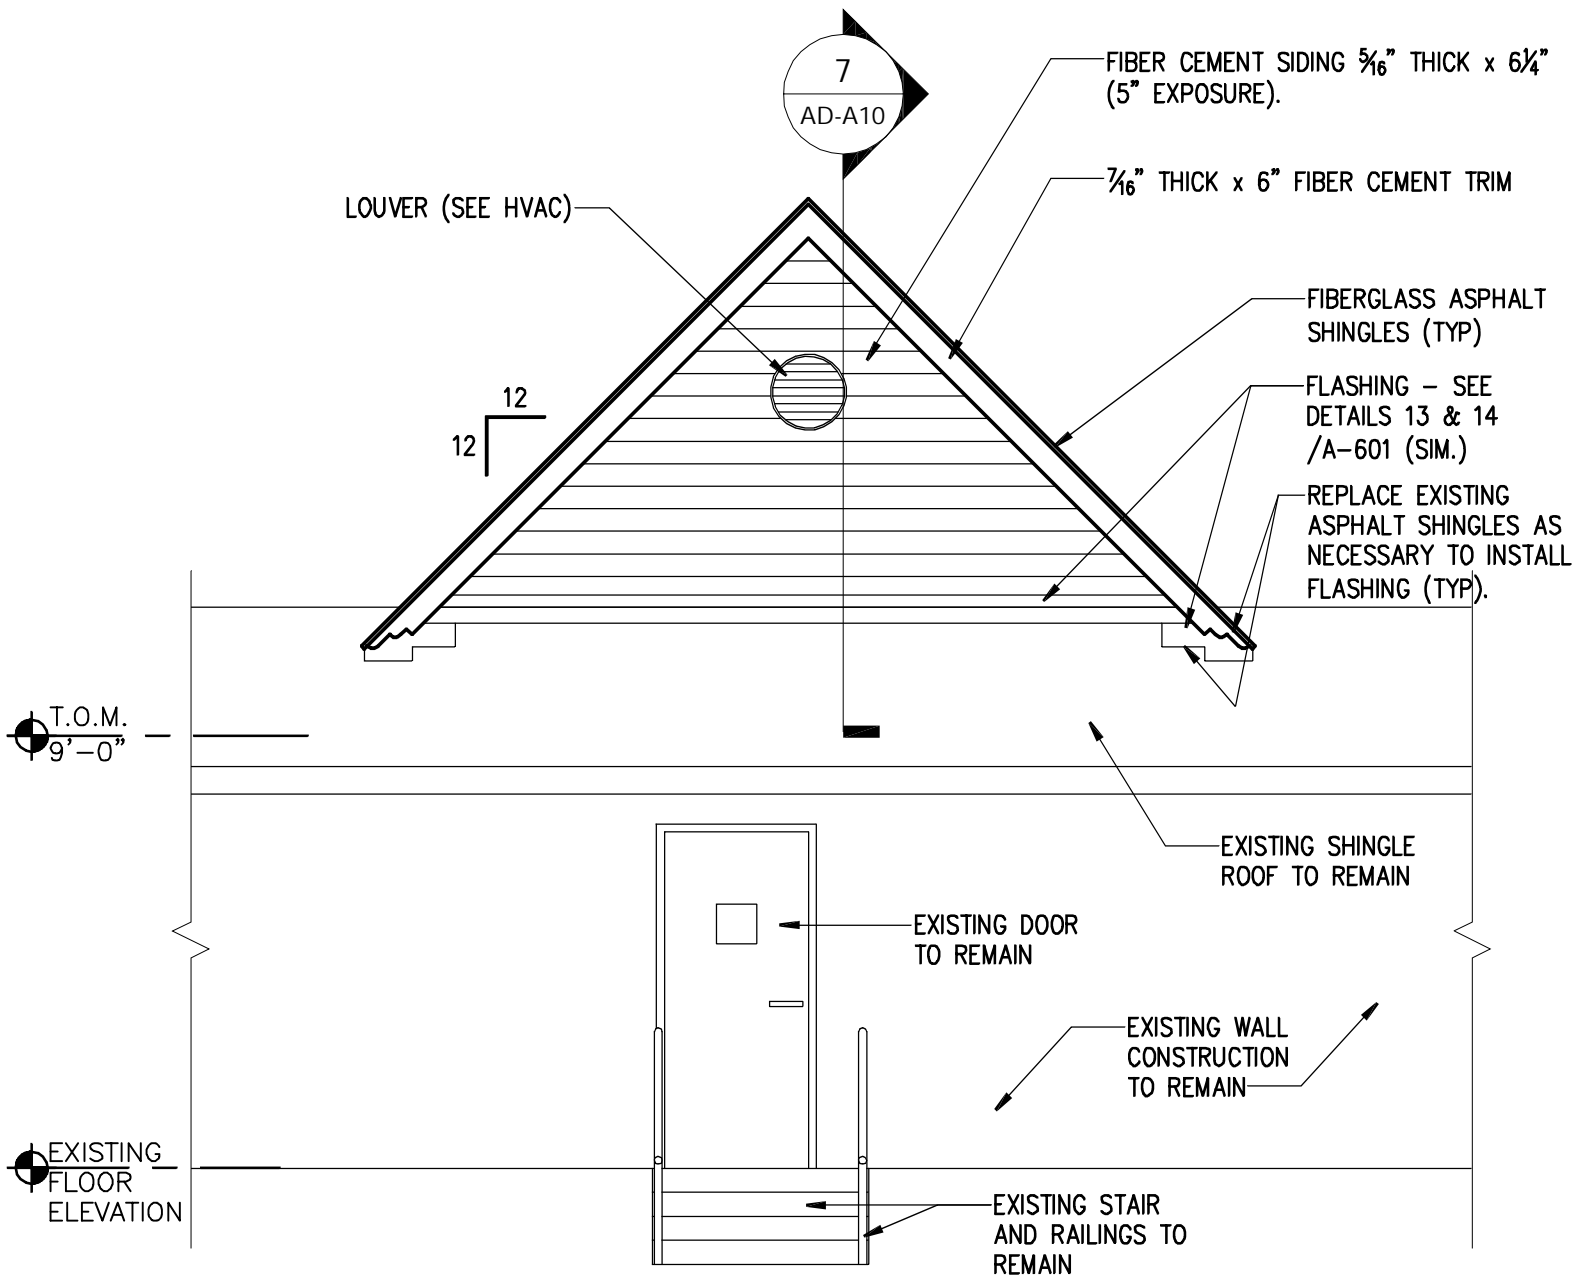 7
AD-A10
FIBER CEMENT SIDING 5/16" THICK x 6 1/4"
(5" EXPOSURE).
7/16" THICK x 6" FIBER CEMENT TRIM
LOUVER (SEE HVAC)
FIBERGLASS ASPHALT
SHINGLES (TYP)
12
12
FLASHING - SEE
DETAILS 13 & 14
/A-601 (SIM.)
REPLACE EXISTING
ASPHALT SHINGLES AS
NECESSARY TO INSTALL
FLASHING (TYP).
T.O.M.
9'-0"
EXISTING SHINGLE
ROOF TO REMAIN
EXISTING DOOR
TO REMAIN
EXISTING WALL
CONSTRUCTION
TO REMAIN
EXISTING
FLOOR
ELEVATION
EXISTING STAIR
AND RAILINGS TO
REMAIN